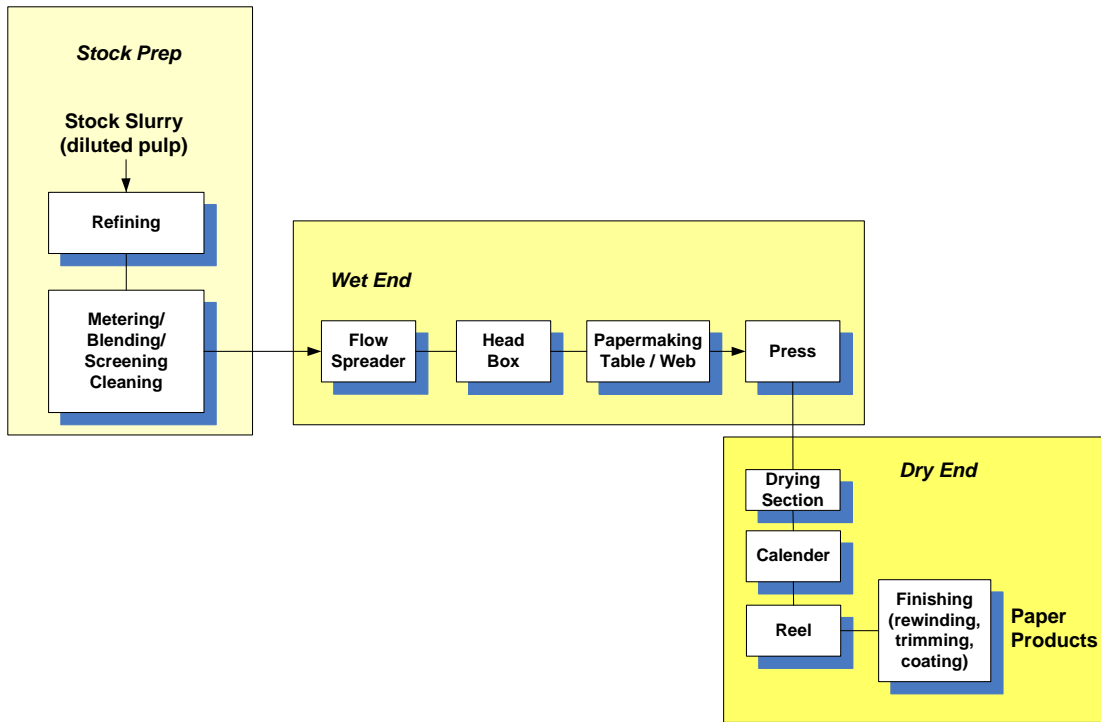 Stock Prep
Stock Slurry
(diluted pulp)
Refining
Metering/
Blending/
Screening
Cleaning
Wet End
Flow
Spreader
Head
Box
Papermaking
Table / Web
Press
Dry End
Drying
Section
Calender
Reel
Finishing
(rewinding,
trimming,
coating)
Paper
Products